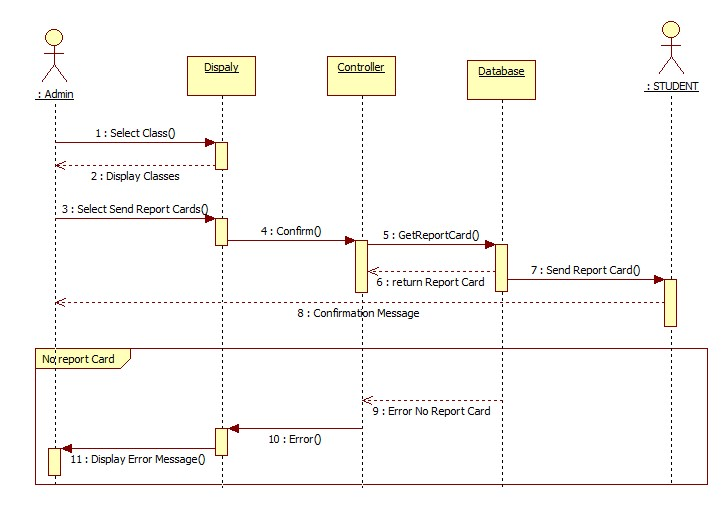 : Admin
Dispaly
Controller
Database
: STUDENT
1 : Select Class()
2 : Display Classes
3 : Select Send Report Cards()
4 : Confirm()
5 : GetReportCard()
6 : return Report Card
7 : Send Report Card()
8 : Confirmation Message
No report Card
9 : Error No Report Card
10 : Error()
11 : Display Error Message()